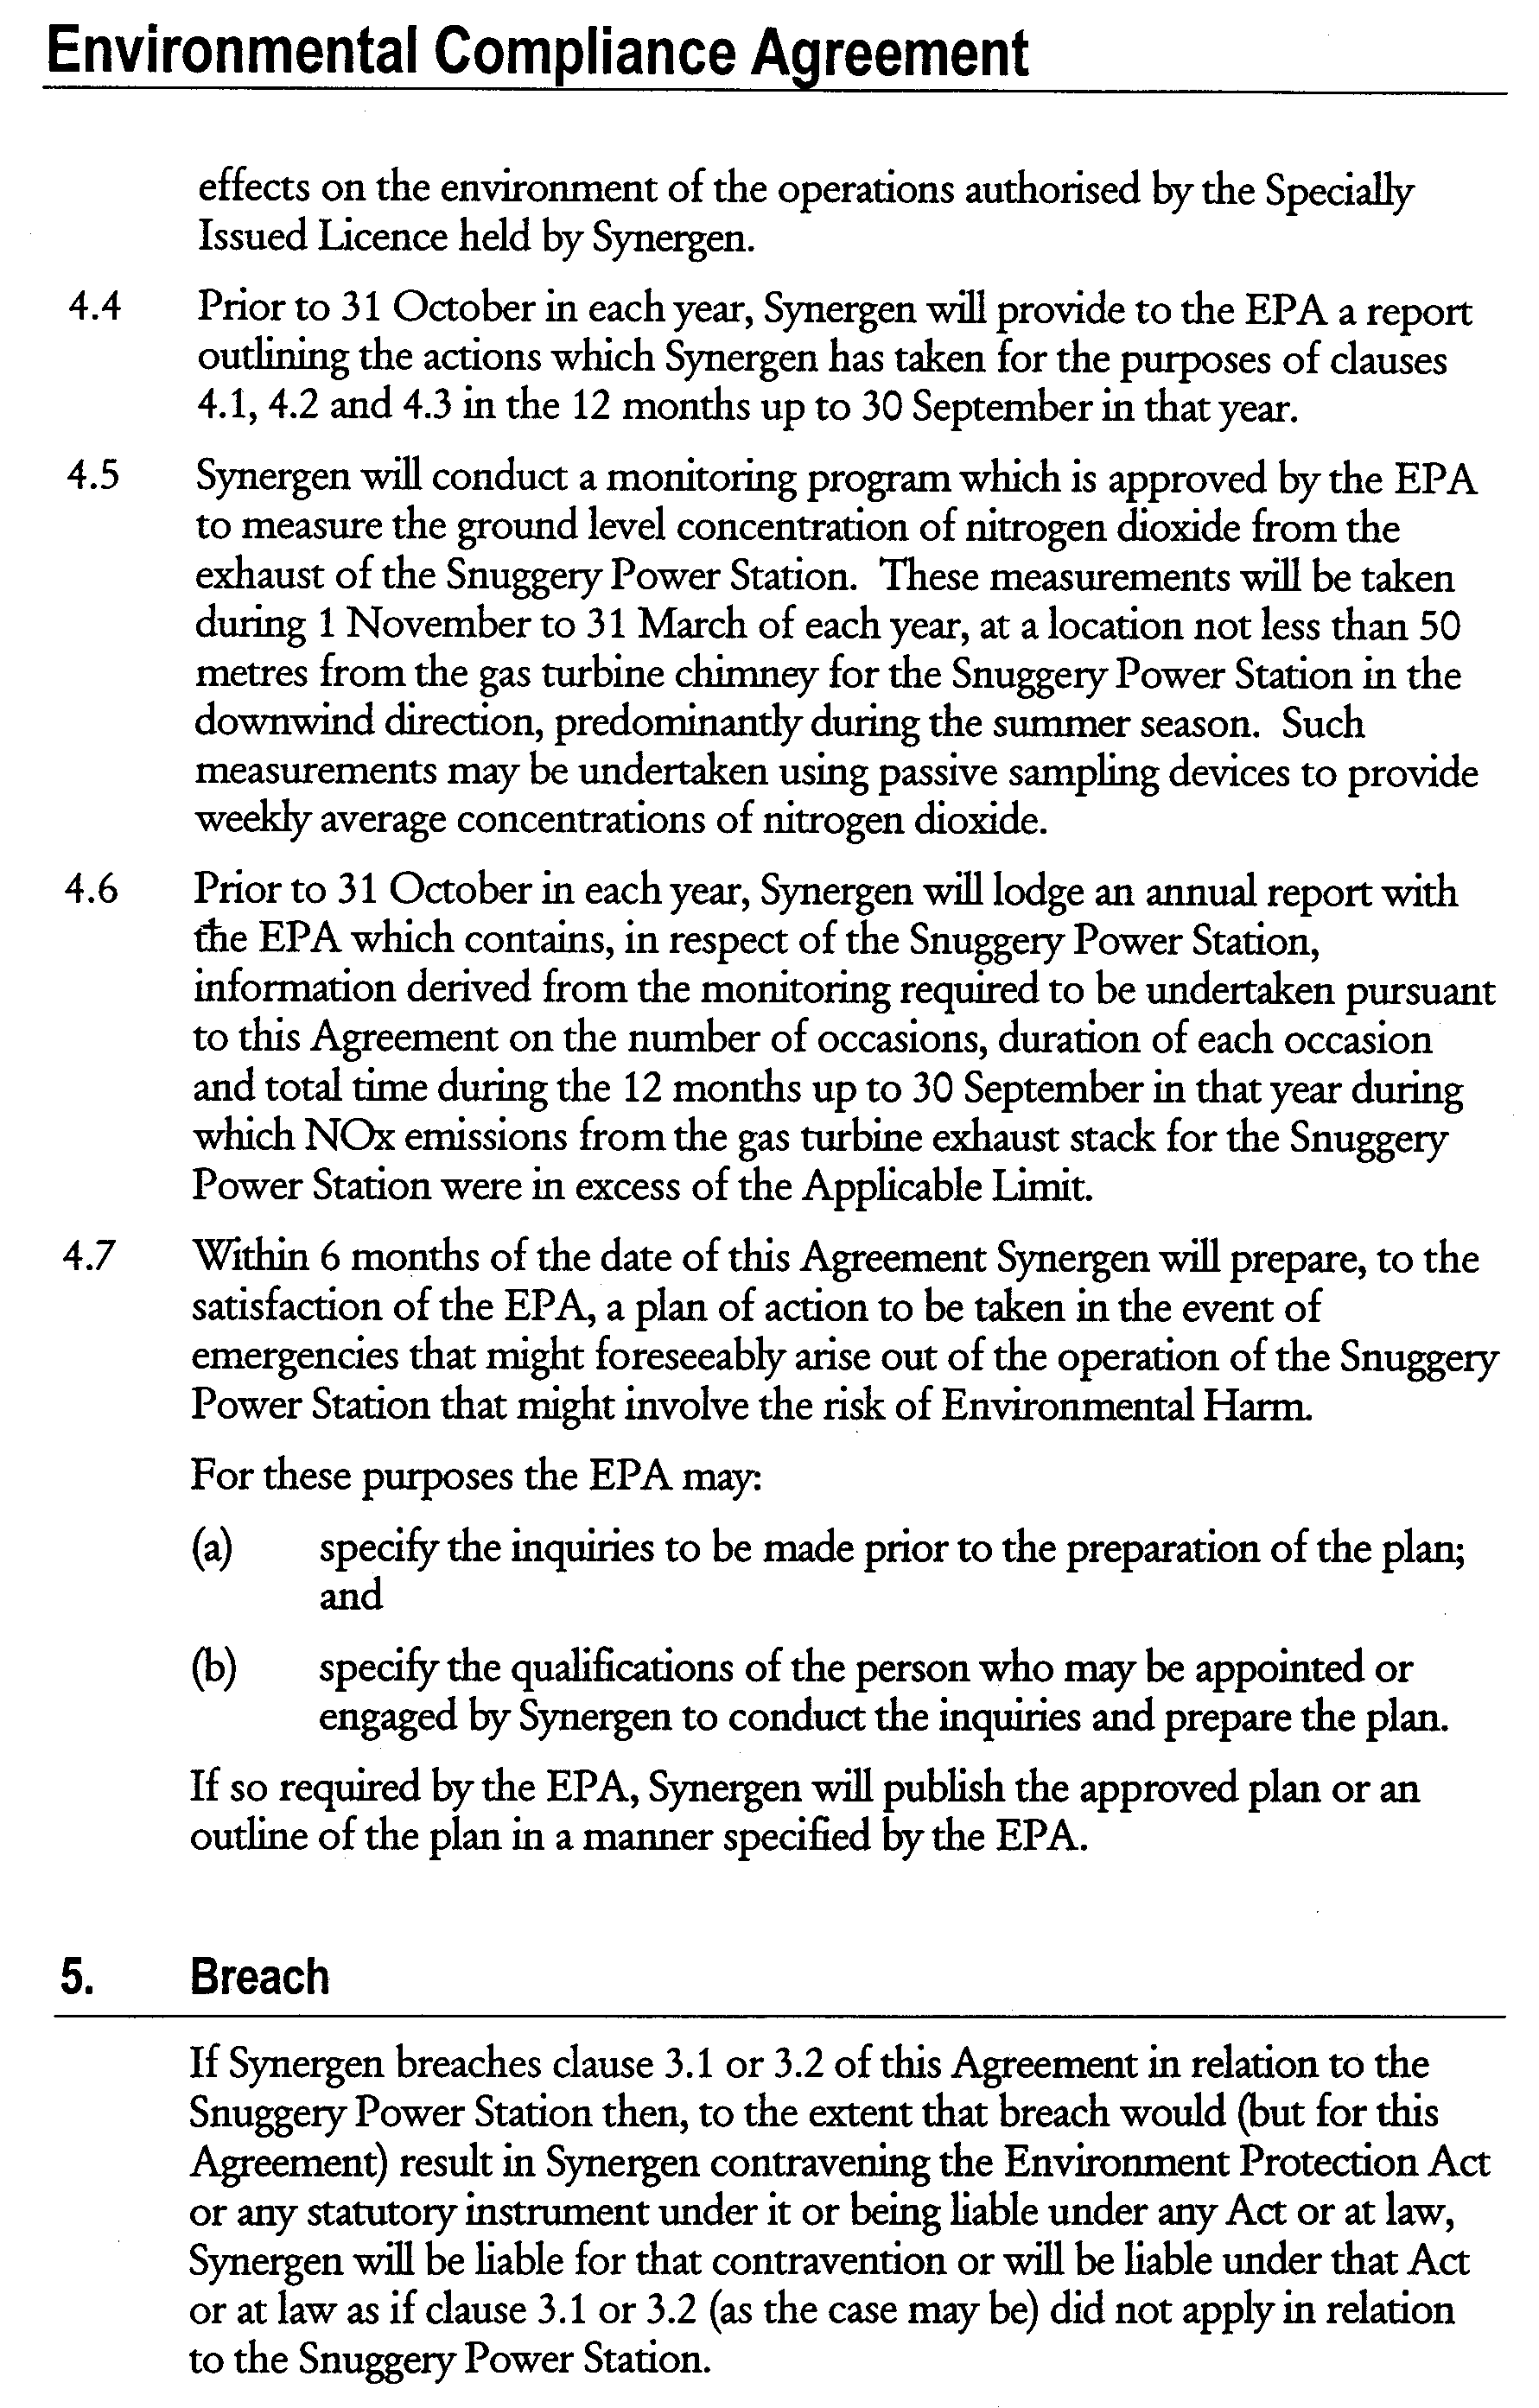 Environmental Compliance Agreement
effects on the environment of the operations authorised by the Specially
Issued Licence held by Synergen.
4.4 Prior to 31 October in each year, Synergen will provide to the EPA a report
outlining the actions which Synergen has taken for the purposes of clauses
4.1, 4.2 and 4.3 in the 12 months up to 30 September in that year.
4.5 Synergen will conduct a monitoring program which is approved by the EPA
to measure the ground level concentration of nitrogen dioxide from the
exhaust of the Snuggery Power Station. These measurements will be taken
during 1 November to 31 March of each year, at a location not less than 50
metres from the gas turbine chimney for the Snuggery Power Station in the
downwind direction, predominantly during the summer season. Such
measurements may be undertaken using passive sampling devices to provide
weekly average concentrations of nitrogen dioxide.
4.6 Prior to 31 October in each year, Synergen will lodge an annual report with
the EPA which contains, in respect of the Snuggery Power Station,
information derived from the monitoring required to be undertaken pursuant
to this Agreement on the number of occasions, duration of each occasion
and total time during the 12 months up to 30 September in that year during
which NOx emissions from the gas turbine exhaust stack for the Snuggery
Power Station were in excess of the Applicable Limit.
4.7 Within 6 months of the date of this Agreement Synergen will prepare, to the
satisfaction of the EPA, a plan of action to be taken in the event of
emergencies that might foreseeably arise out of the operation of the Snuggery
Power Station that might involve the risk of Environmental Harm.
For these purposes the EPA may:
(a) specify the inquiries to be made prior to the preparation of the plan;
and
(b) specify the qualifications of the person who may be appointed or
engaged by Synergen to conduct the inquiries and prepare the plan.
If so required by the EPA, Synergen will publish the approved plan or an
outline of the plan in a manner specified by the EPA.
5. Breach
If Synergen breaches clause 3.1 or 3.2 of this Agreement in relation to the
Snuggery Power Station then, to the extent that breach would (but for this
Agreement) result in Synergen contravening the Environment Protection Act
or any statutory instrument under it or being liable under any Act or at law,
Synergen will be liable for that contravention or will be liable under that Act
or at law as if clause 3.1 or 3.2 (as the case may be) did not apply in relation
to the Snuggery Power Station.